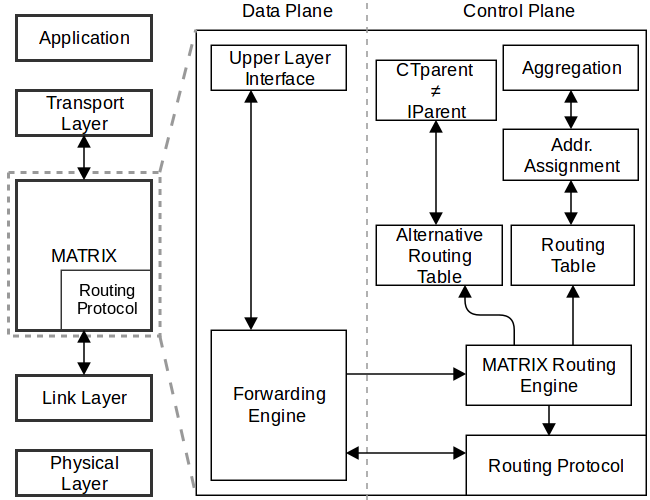 Data Plane
Control Plane
Application
Transport
Layer
MATRIX
Routing
Protocol
Link Layer
Physical
Layer
Upper Layer
Interface
Forwarding
Engine
CTparent
≠
IParent
Aggregation
Addr.
Assignment
Alternative
Routing
Table
Routing
Table
MATRIX Routing
Engine
Routing Protocol